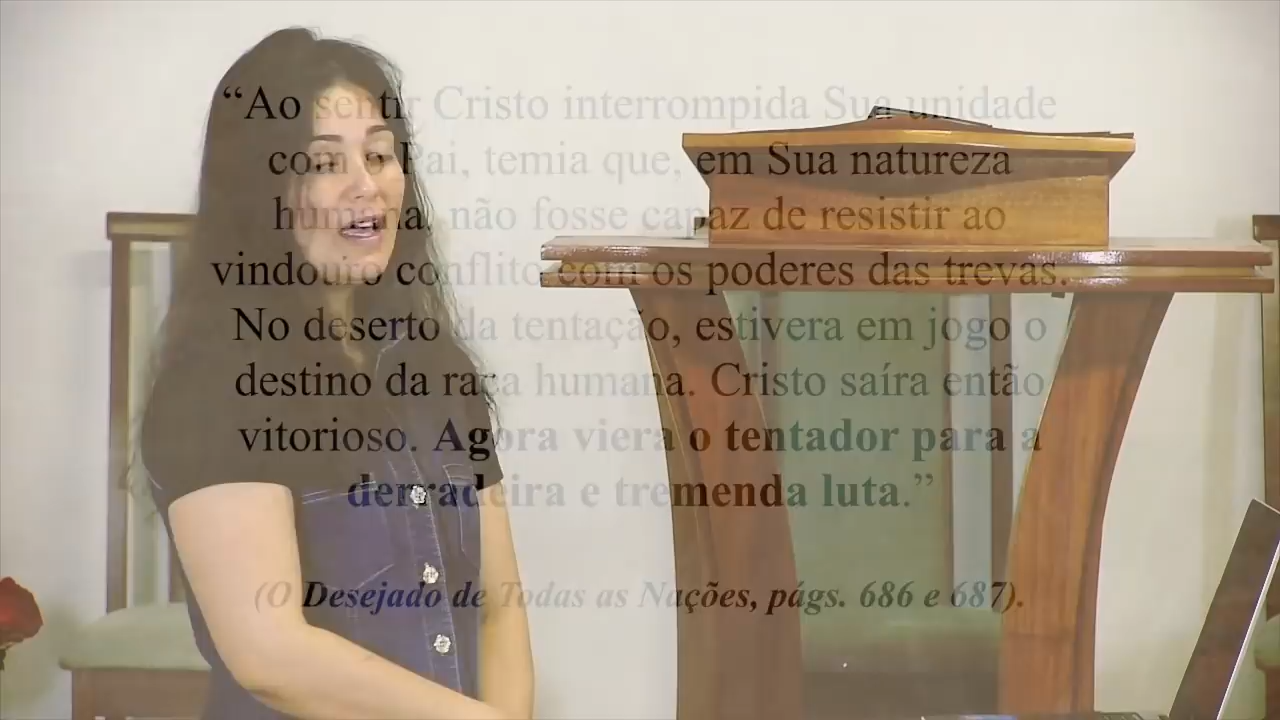 “Ao sentir Cristo interrompida Sua unidade
com o Pai, temia que, em Sua natureza
humana, não fosse capaz de resistir ao
vindouro conflito com os poderes das trevas.
No deserto da tentação, estivera em jogo o
destino da raça humana. Cristo saíra então
vitorioso. Agora viera o tentador para a
derradeira e tremenda luta.”
(O Desejado de Todas as Nações, págs. 686 e 687).